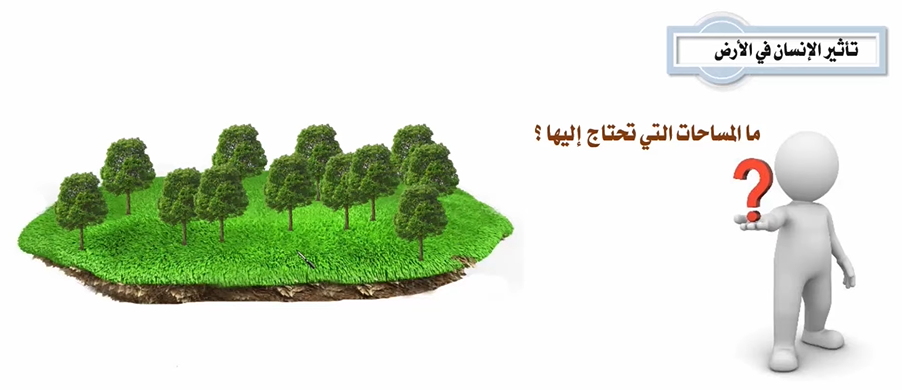 تأثير الإنسان في الأرض
ما المساحات التي تحتاج إليها ؟
?